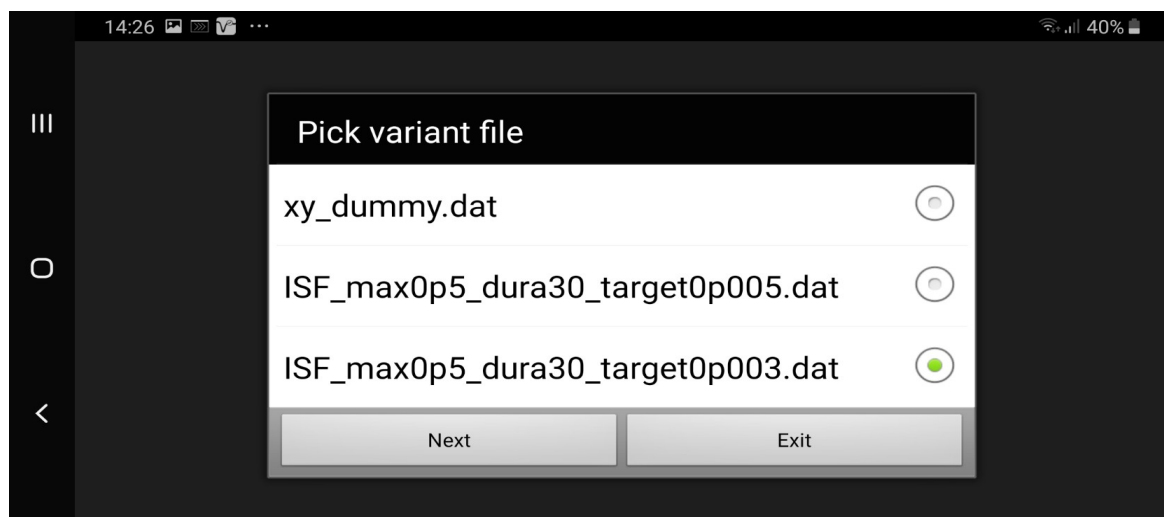 14:26
40%
Pick variant file
xy_dummy.dat
ISF_max0p5_dura30_target0p005.dat
ISF_max0p5_dura30_target0p003.dat
Next
Exit